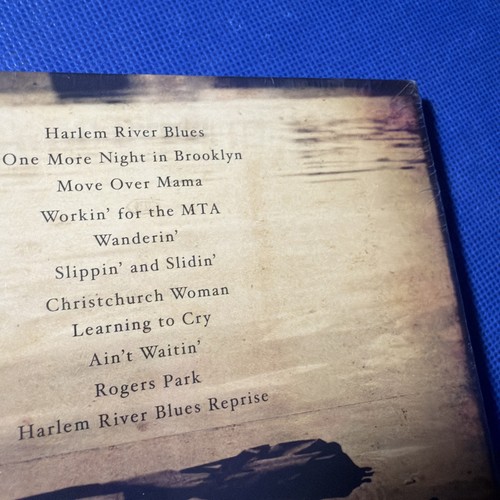 Harlem River Blues
One More Night in Brooklyn
Move Over Mama
Workin' for the MTA
Wanderin'
Slippin' and Slidin'
Christchurch Woman
Learning to Cry
Ain't Waitin'
Rogers Park
Harlem River Blues Reprise